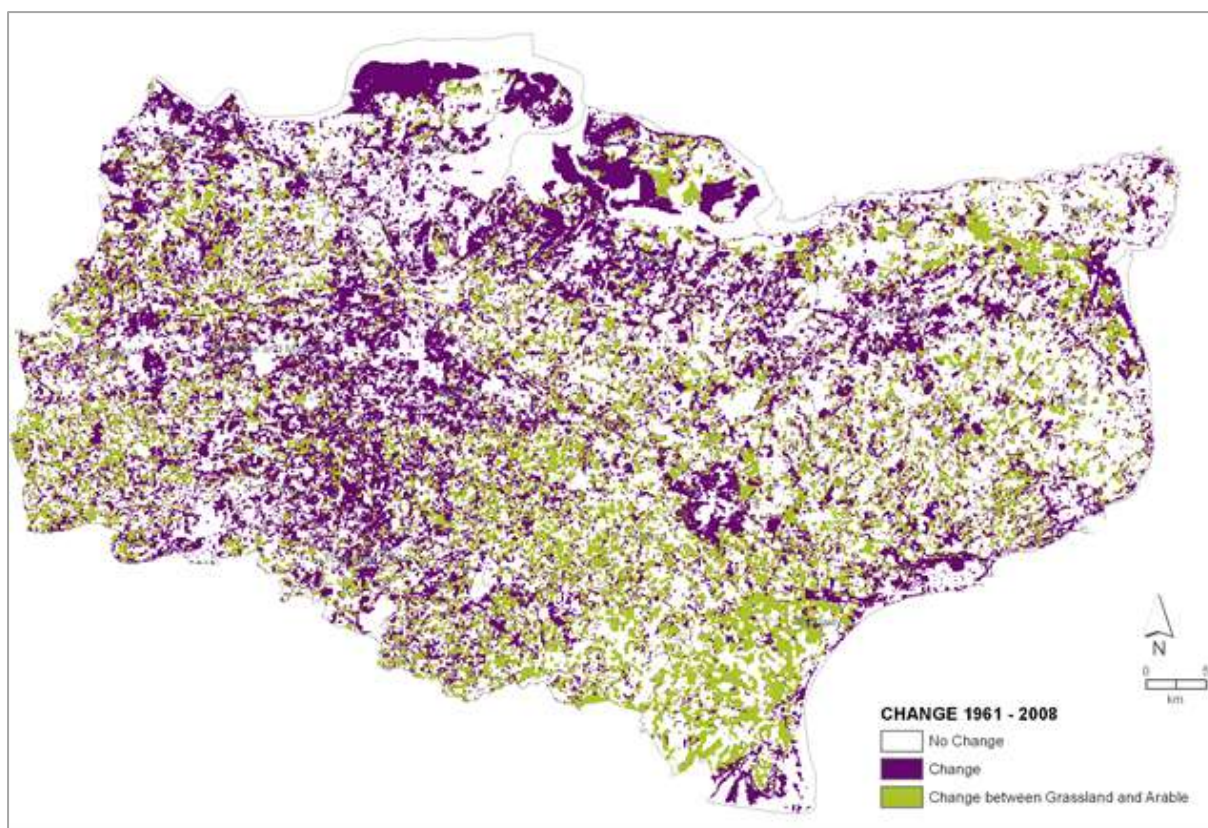 N
0 5
km
CHANGE 1961 - 2008
No Change
Change
Change between Grassland and Arable